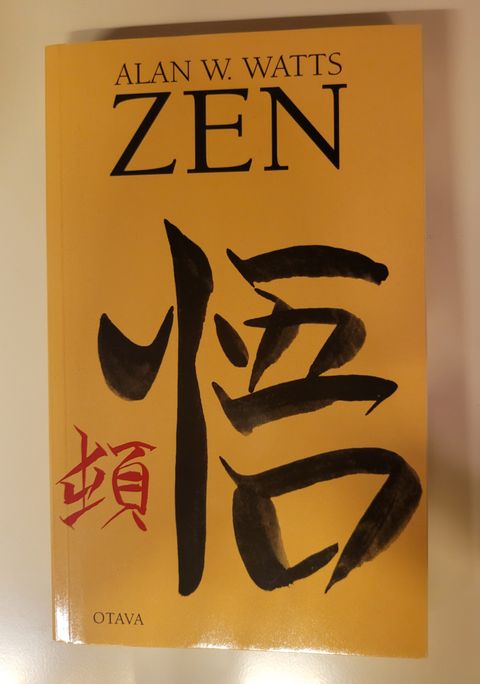 ALAN W. WATTS
ZEN
悟
頓
OTAVA